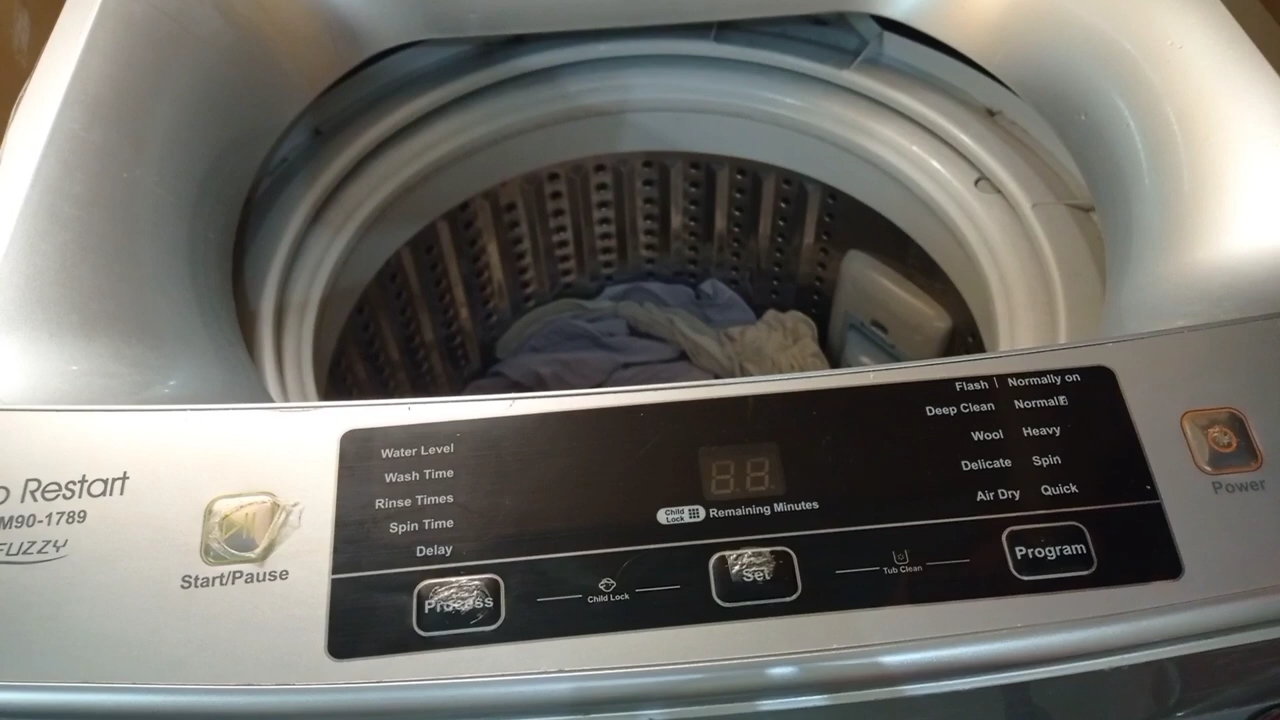 o Restart
M90-1789
FUZZY
Start/Pause
Water Level
Wash Time
Rinse Times
Spin Time
Delay
88
Child Lock Remaining Minutes
Flash | Normally on
Deep Clean Normal
Wool Heavy
Delicate Spin
Air Dry Quick
Process
Child Lock
Set
Tub Clean
Program
Power